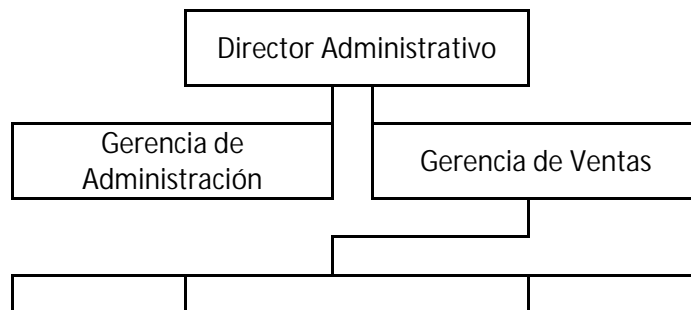 Director Administrativo
Gerencia de
Administración
Gerencia de Ventas